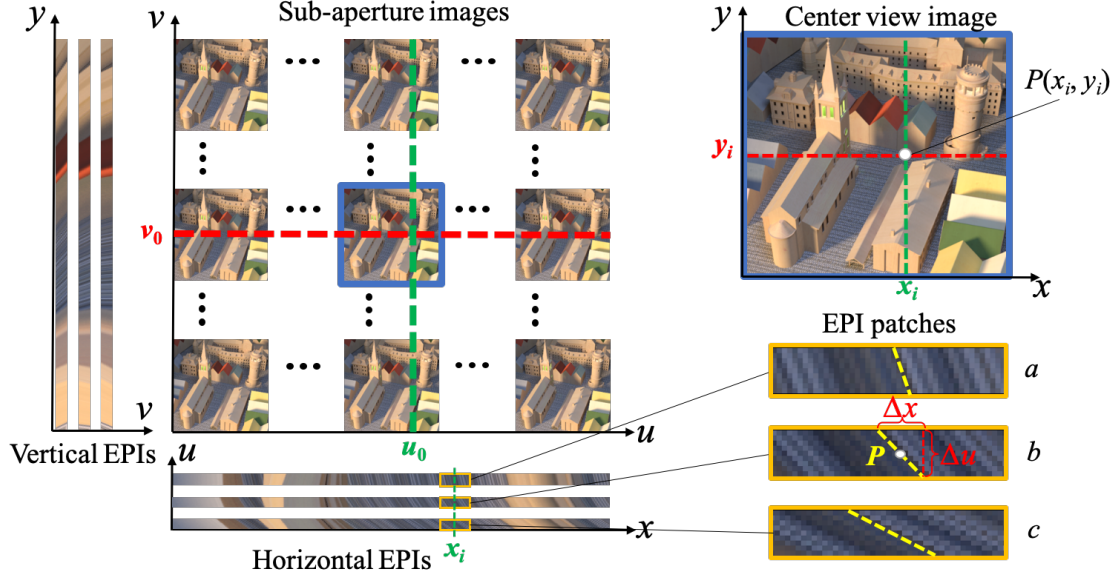 y
v
Sub-aperture images
Center view image
y
P(xᵢ, yᵢ)
yᵢ
v₀
xᵢ
x
EPI patches
a
Δx
v
u₀
u
Vertical EPIs
u
P
Δu
b
xᵢ
x
c
Horizontal EPIs